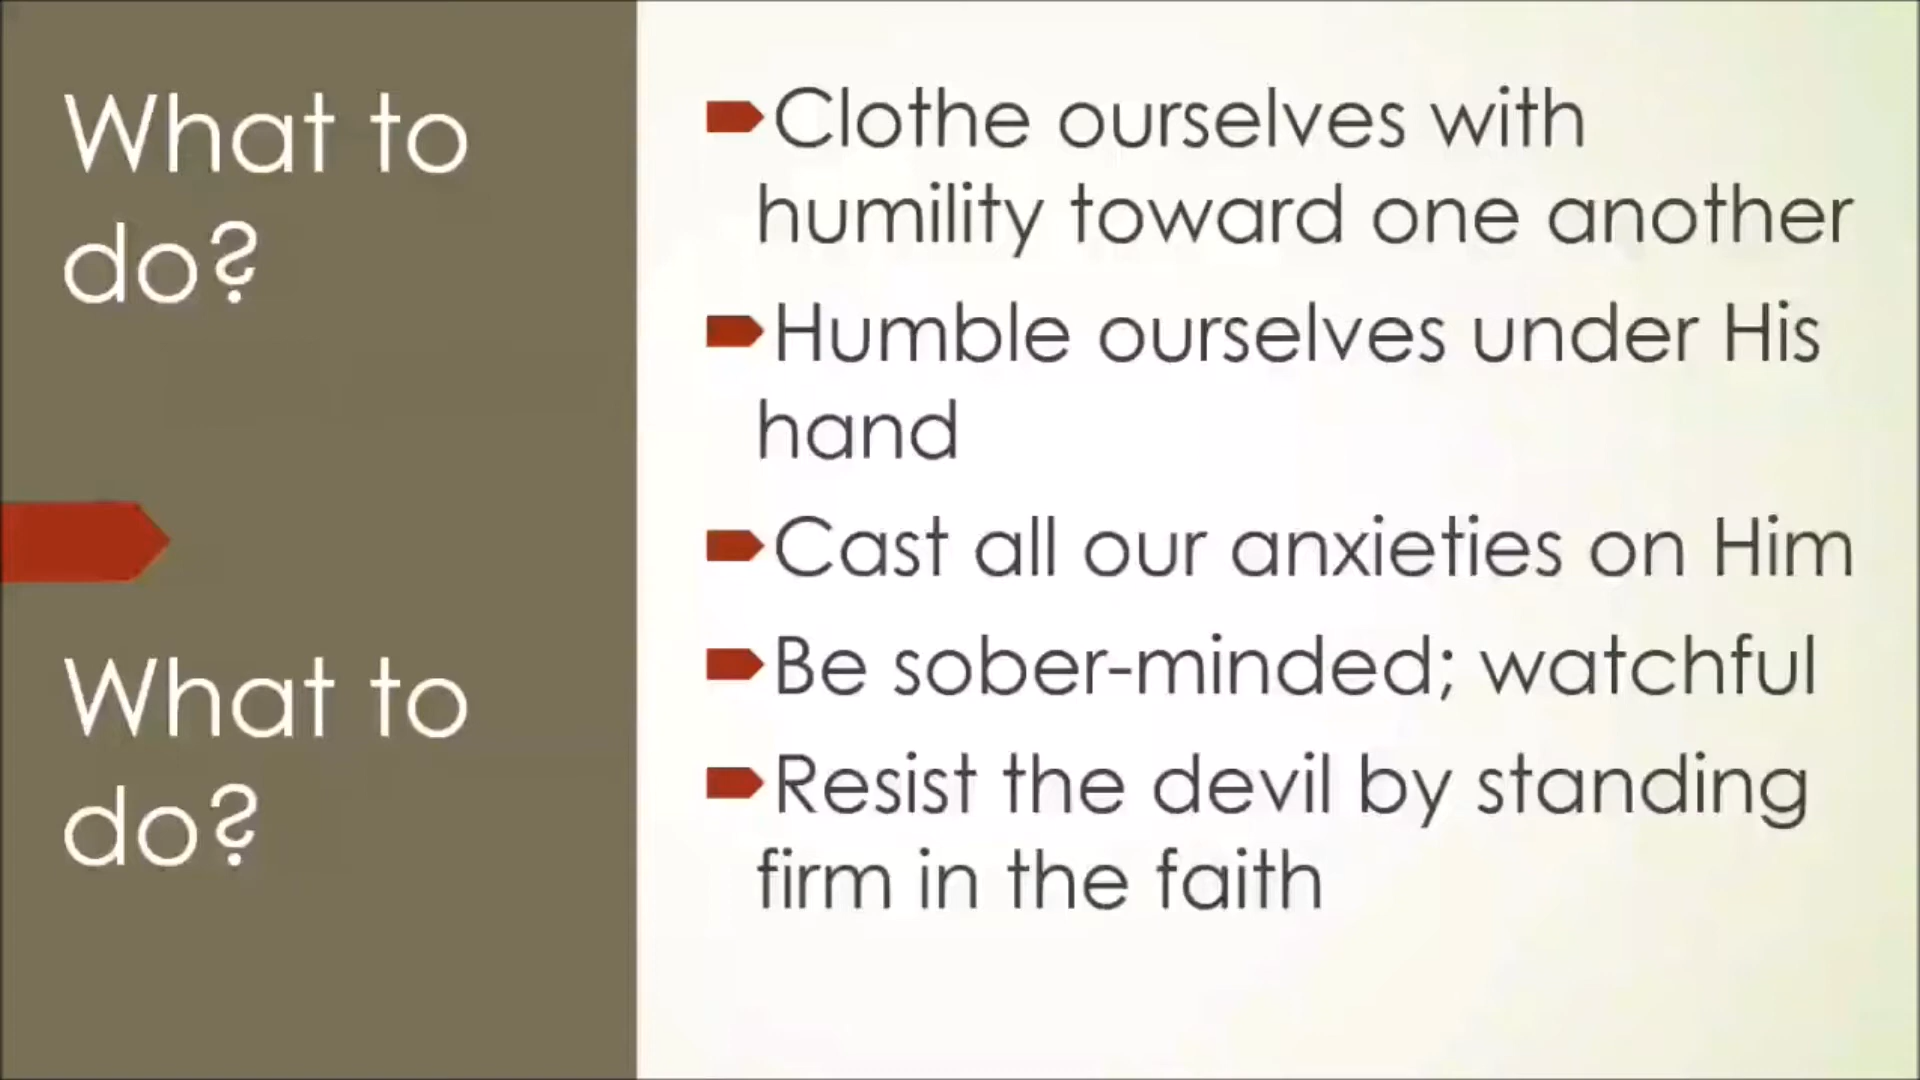 What to
do?
What to
do?
Clothe ourselves with
humility toward one another
Humble ourselves under His
hand
Cast all our anxieties on Him
Be sober-minded; watchful
Resist the devil by standing
firm in the faith